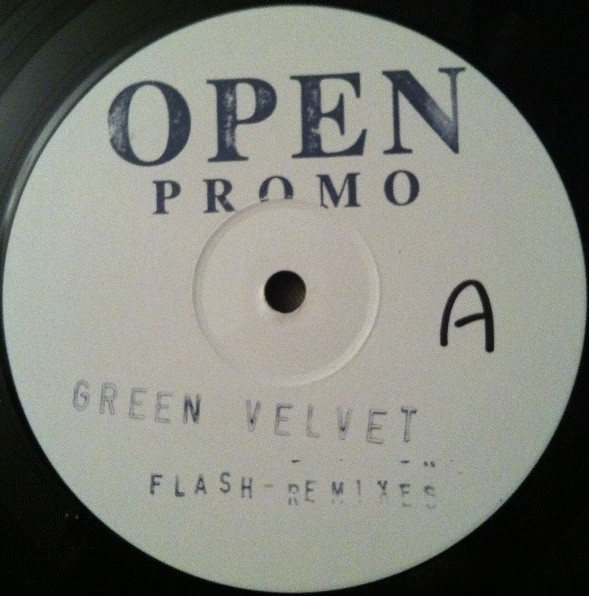 OPEN
PROMO
A
GREEN VELVET
FLASH-REMIXES